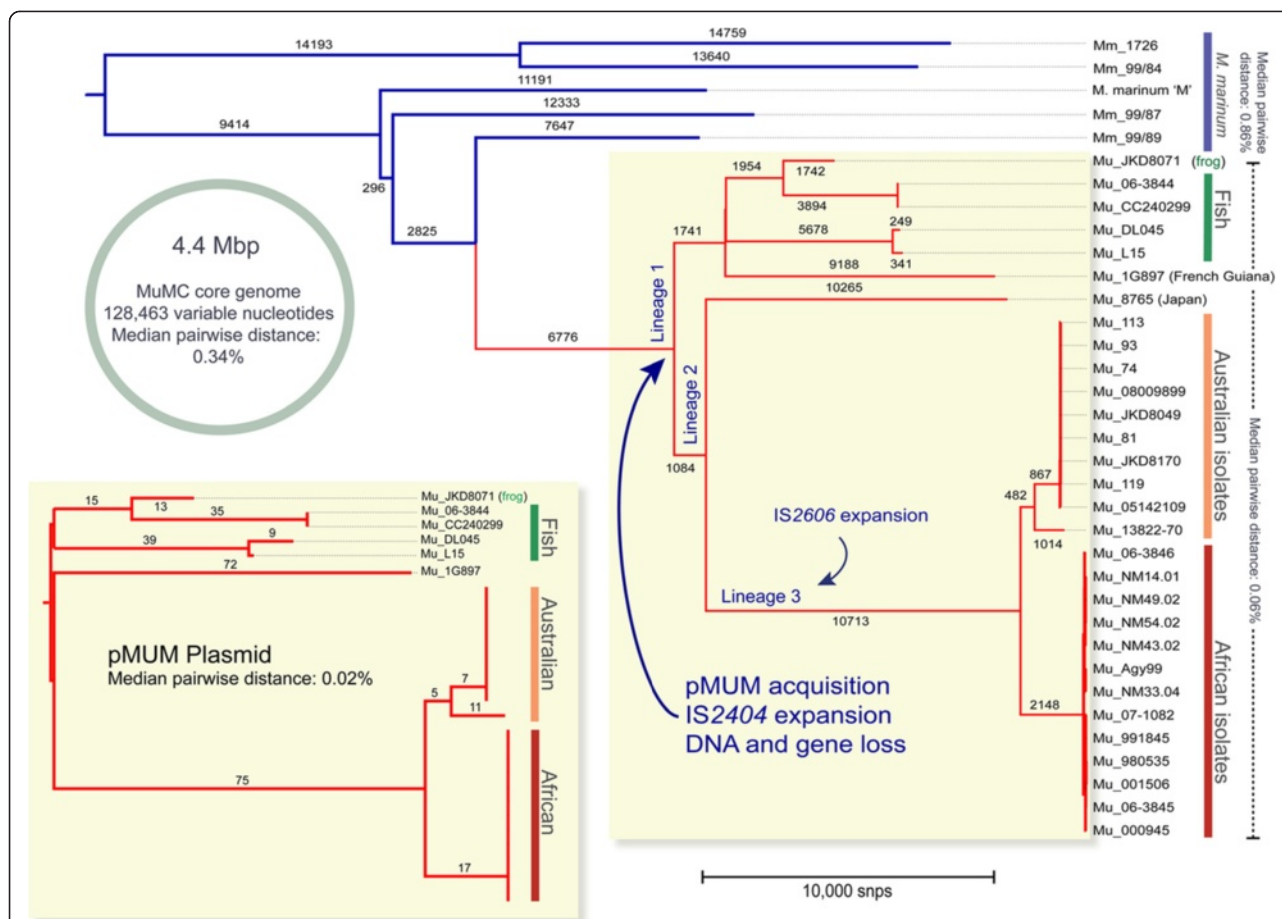 14759
14193
Mm_1726
13640
Mm_99/84
11191
M. marinum 'M'
12333
Mm_99/87
9414
7647
Mm_99/89
M. marinum
Median pairwise
distance: 0.86%
296
2825
6776
4.4 Mbp
MuMC core genome
128,463 variable nucleotides
Median pairwise distance:
0.34%
1954
1742
Mu_JKD8071 (frog)
Mu_06-3844
3894
Mu_CC240299
1741
5678
249
Mu_DL045
341
Mu_L15
Fish
9188
Mu_1G897 (French Guiana)
10265
Mu_8765 (Japan)
Lineage 1
Lineage 2
1084
Mu_113
Mu_93
Mu_74
Mu_08009899
Mu_JKD8049
Mu_81
Mu_JKD8170
867
Mu_119
482
Mu_05142109
1014
Mu_13822-70
Australian isolates
IS2606 expansion
Lineage 3
10713
Mu_06-3846
Mu_NM14.01
Mu_NM49.02
Mu_NM54.02
Mu_NM43.02
Mu_Agy99
Mu_NM33.04
2148
Mu_07-1082
Mu_991845
Mu_980535
Mu_001506
Mu_06-3845
Mu_000945
African isolates
Median pairwise distance: 0.06%
pMUM acquisition
IS2404 expansion
DNA and gene loss
10,000 snps
15
13
Mu_JKD8071 (frog)
35
Mu_06-3844
Mu_CC240299
39
9
Mu_DL045
Mu_L15
Fish
72
Mu_1G897
pMUM Plasmid
Median pairwise distance: 0.02%
5
7
11
Australian
75
17
African